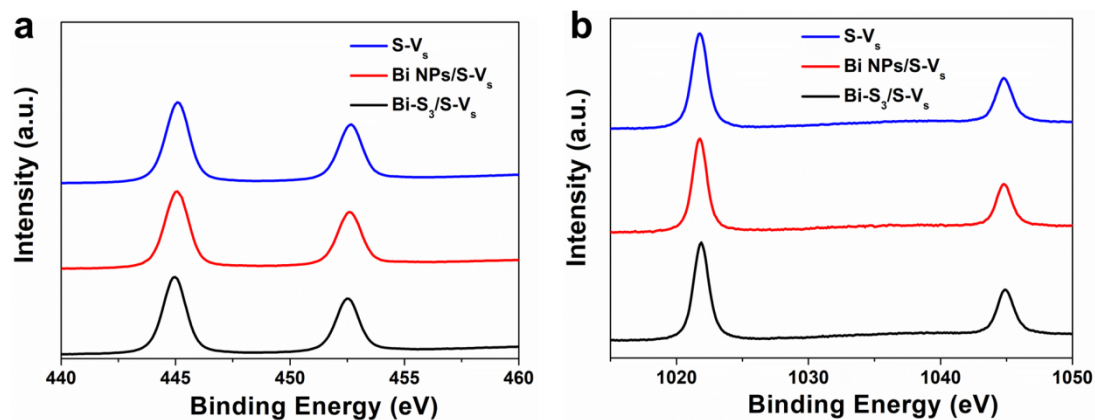 a
S-Vs
Bi NPs/S-Vs
Bi-S3/S-Vs
Intensity (a.u.)
440 445 450 455 460
Binding Energy (eV)
b
S-Vs
Bi NPs/S-Vs
Bi-S3/S-Vs
Intensity (a.u.)
1020 1030 1040 1050
Binding Energy (eV)